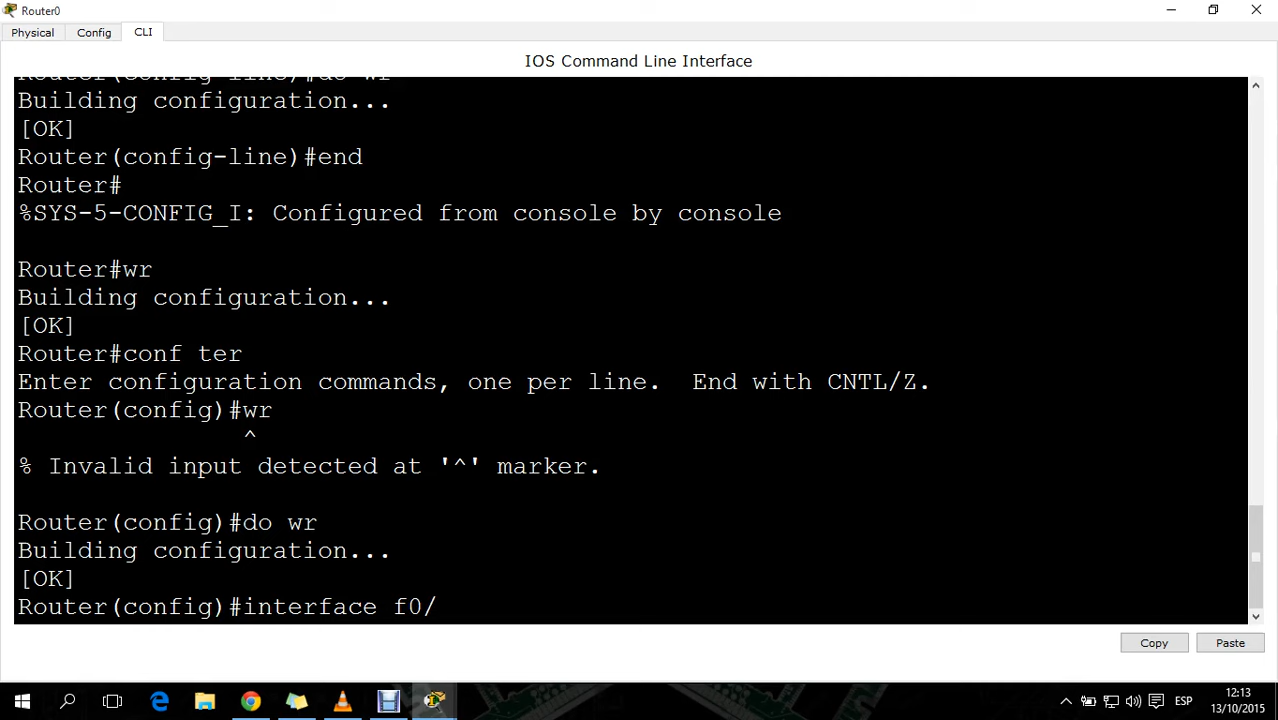 Router0
Physical Config CLI
IOS Command Line Interface
Router(config-line)#do wr
Building configuration...
[OK]
Router(config-line)#end
Router#
%SYS-5-CONFIG_I: Configured from console by console
Router#wr
Building configuration...
[OK]
Router#conf ter
Enter configuration commands, one per line.  End with CNTL/Z.
Router(config)#wr
^
% Invalid input detected at '^' marker.
Router(config)#do wr
Building configuration...
[OK]
Router(config)#interface f0/
Copy Paste
ESP
12:13
13/10/2015